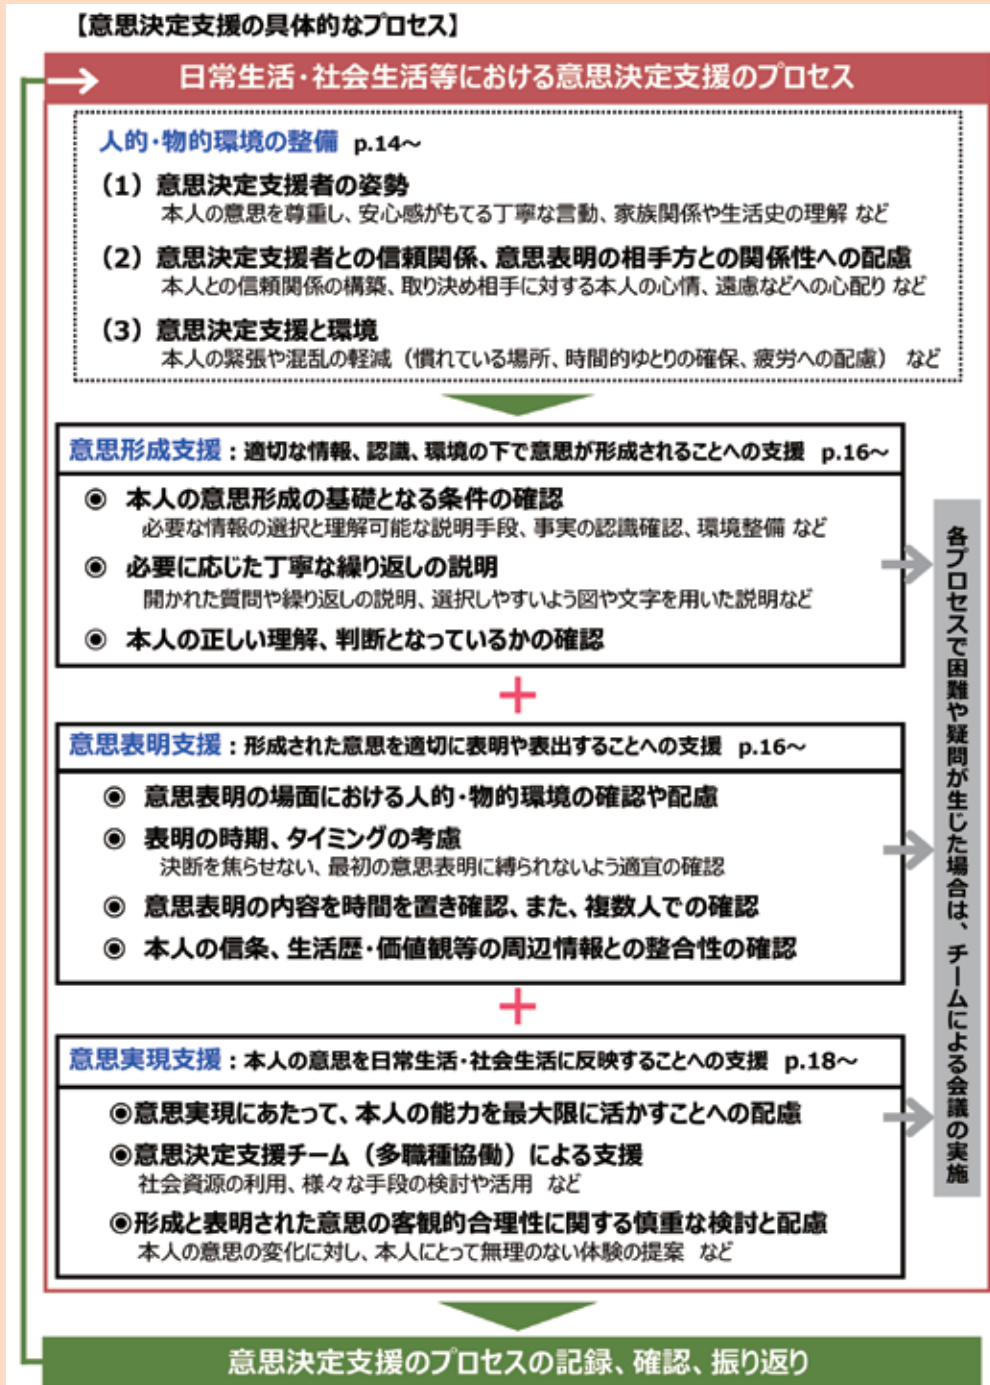 【意思決定支援の具体的なプロセス】
日常生活・社会生活等における意思決定支援のプロセス
人的・物的環境の整備 p.14～
（1）意思決定支援者の姿勢
本人の意思を尊重し、安心感がもてる丁寧な言動、家族関係や生活史の理解 など
（2）意思決定支援者との信頼関係、意思表明の相手方との関係性への配慮
本人との信頼関係の構築、取り決め相手に対する本人の心情、遠慮などへの心配り など
（3）意思決定支援と環境
本人の緊張や混乱の軽減（慣れている場所、時間的ゆとりの確保、疲労への配慮） など
意思形成支援：適切な情報、認識、環境の下で意思が形成されることへの支援 p.16～
◉ 本人の意思形成の基礎となる条件の確認
必要な情報の選択と理解可能な説明手段、事実の認識確認、環境整備 など
◉ 必要に応じた丁寧な繰り返しの説明
開かれた質問や繰り返しの説明、選択しやすいよう図や文字を用いた説明など
◉ 本人の正しい理解、判断となっているかの確認
＋
意思表明支援：形成された意思を適切に表明や表出することへの支援 p.16～
◉ 意思表明の場面における人的・物的環境の確認や配慮
◉ 表明の時期、タイミングの考慮
決断を焦らせない、最初の意思表明に縛られないよう適宜の確認
◉ 意思表明の内容を時間を置き確認、また、複数人での確認
◉ 本人の信条、生活歴・価値観等の周辺情報との整合性の確認
＋
意思実現支援：本人の意思を日常生活・社会生活に反映することへの支援 p.18～
◉意思実現にあたって、本人の能力を最大限に活かすことへの配慮
◉意思決定支援チーム（多職種協働）による支援
社会資源の利用、様々な手段の検討や活用 など
◉形成と表明された意思の客観的合理性に関する慎重な検討と配慮
本人の意思の変化に対し、本人にとって無理のない体験の提案 など
各プロセスで困難や疑問が生じた場合は、チームによる会議の実施
意思決定支援のプロセスの記録、確認、振り返り